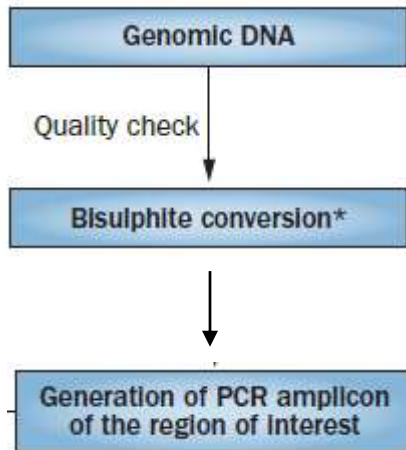 Genomic DNA
Quality check
Bisulphite conversion*
Generation of PCR amplicon
of the region of interest